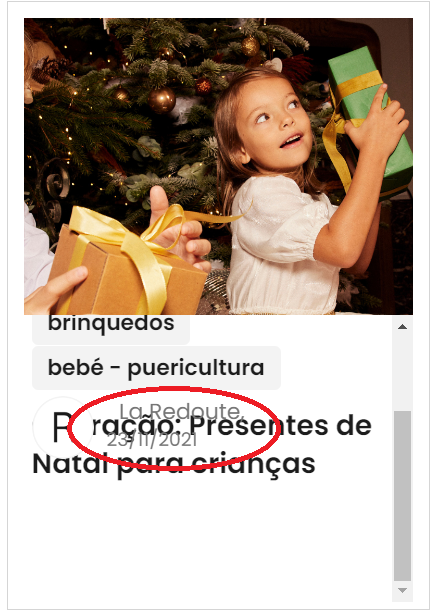 brinquedos
bebé - puericultura
La Redoute,
23/11/2021
R
ração: Presentes de
Natal para crianças